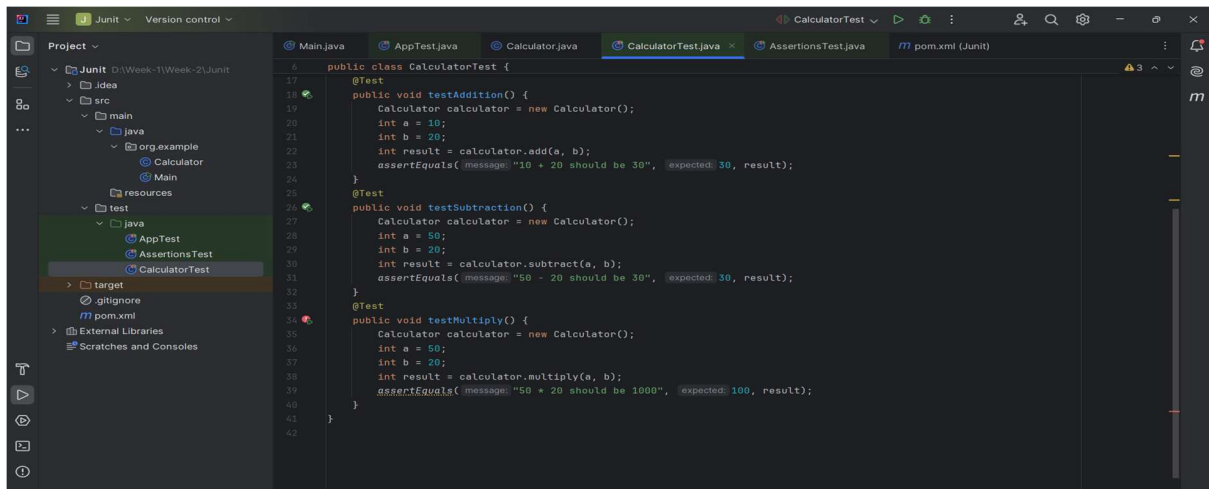 J Junit Version control CalculatorTest
Project
Main.java AppTest.java Calculator.java CalculatorTest.java AssertionsTest.java m pom.xml (Junit)
Junit D:\Week-1\Week-2\Junit
.idea
src
main
java
org.example
Calculator
Main
resources
test
java
AppTest
AssertionsTest
CalculatorTest
target
.gitignore
m pom.xml
External Libraries
Scratches and Consoles
6 public class CalculatorTest {
3
17 @Test
18 public void testAddition() {
19 Calculator calculator = new Calculator();
20 int a = 10;
21 int b = 20;
22 int result = calculator.add(a, b);
23 assertEquals( message: "10 + 20 should be 30", expected: 30, result);
24 }
25 @Test
26 public void testSubtraction() {
27 Calculator calculator = new Calculator();
28 int a = 50;
29 int b = 20;
30 int result = calculator.subtract(a, b);
31 assertEquals( message: "50 - 20 should be 30", expected: 30, result);
32 }
33 @Test
34 public void testMultiply() {
35 Calculator calculator = new Calculator();
36 int a = 50;
37 int b = 20;
38 int result = calculator.multiply(a, b);
39 assertEquals( message: "50 * 20 should be 1000", expected: 100, result);
40 }
41 }
42
m